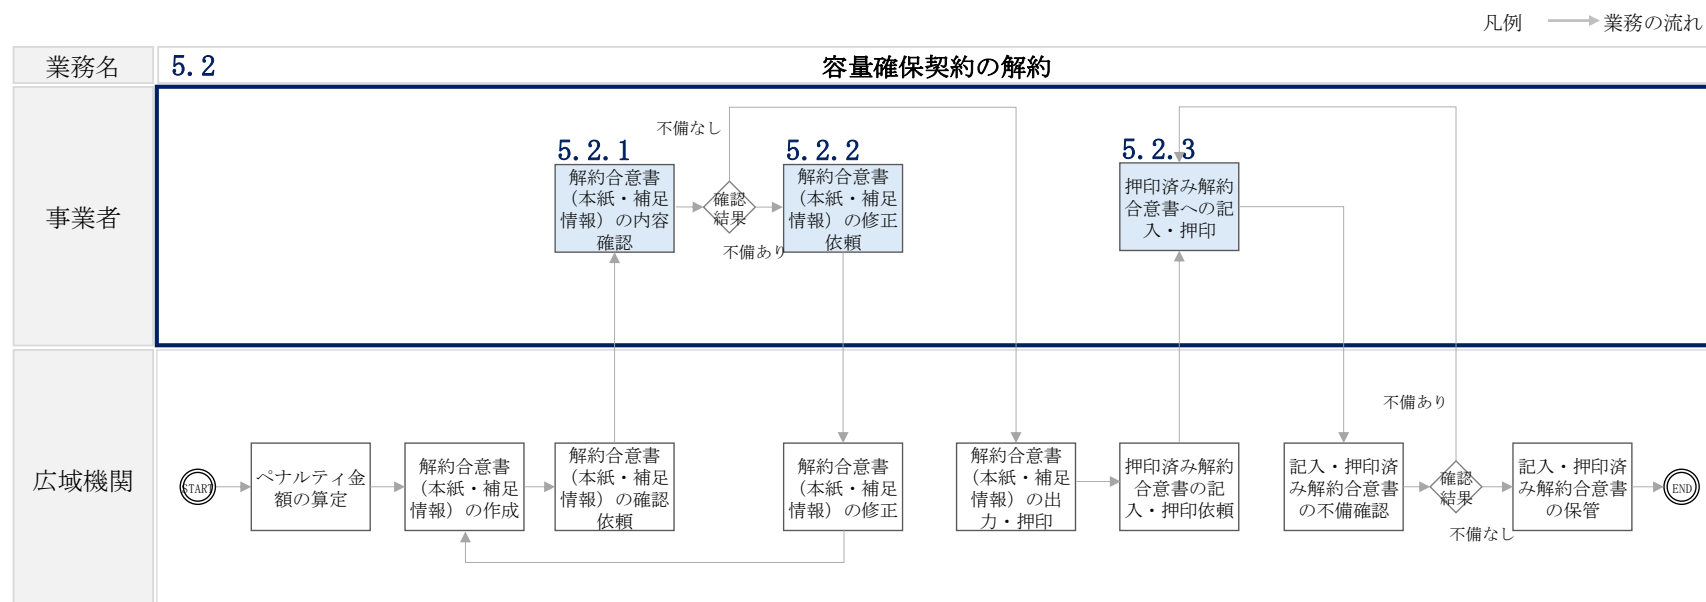 凡例 業務の流れ
業務名
5.2
容量確保契約の解約
事業者
不備なし
5.2.1
解約合意書
（本紙・補足
情報）の内容
確認
確認
結果
不備あり
5.2.2
解約合意書
（本紙・補足
情報）の修正
依頼
5.2.3
押印済み解約
合意書への記
入・押印
広域機関
START
ペナルティ金
額の算定
解約合意書
（本紙・補足
情報）の作成
解約合意書
（本紙・補足
情報）の確認
依頼
解約合意書
（本紙・補足
情報）の修正
解約合意書
（本紙・補足
情報）の出
力・押印
押印済み解約
合意書の記
入・押印依頼
記入・押印済
み解約合意書
の不備確認
不備あり
確認
結果
不備なし
記入・押印済
み解約合意書
の保管
END